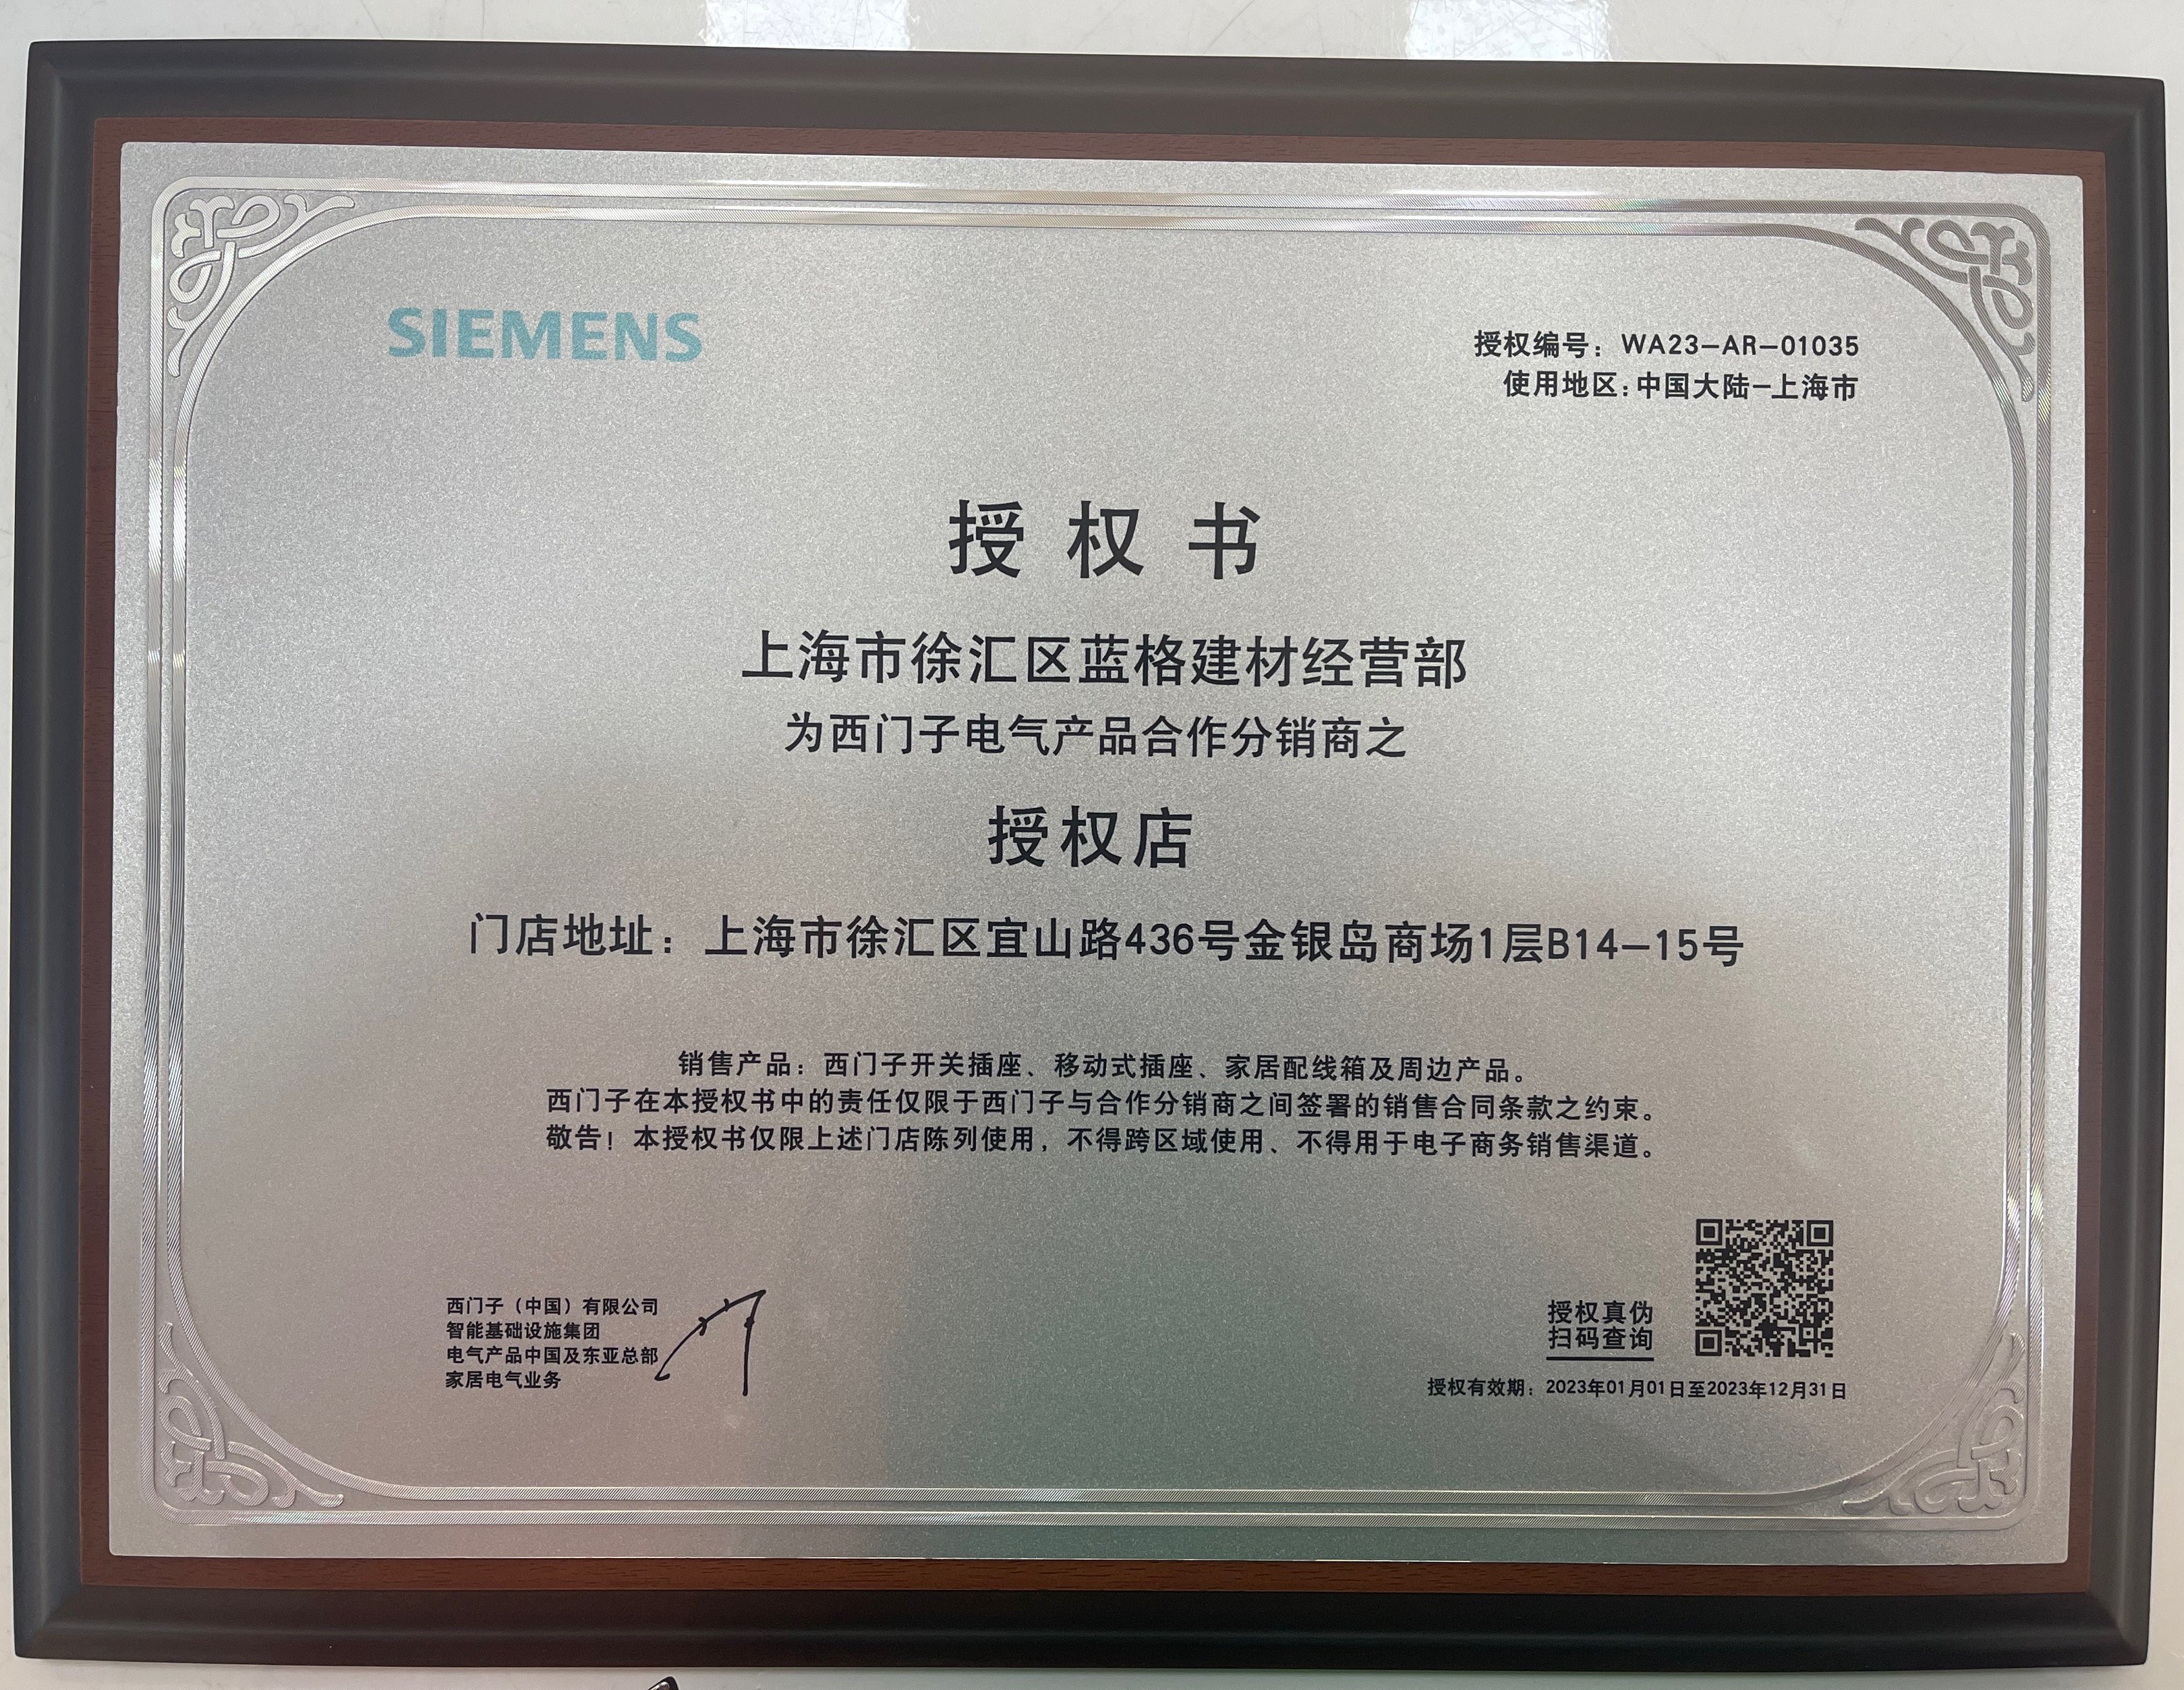 SIEMENS
授权编号：WA23-AR-01035
使用地区:中国大陆-上海市
授权书
上海市徐汇区蓝格建材经营部
为西门子电气产品合作分销商之
授权店
门店地址：上海市徐汇区宜山路436号金银岛商场1层B14-15号
销售产品：西门子开关插座、移动式插座、家居配线箱及周边产品。
西门子在本授权书中的责任仅限于西门子与合作分销商之间签署的销售合同条款之约束。
敬告！本授权书仅限上述门店陈列使用，不得跨区域使用、不得用于电子商务销售渠道。
西门子（中国）有限公司
智能基础设施集团
电气产品中国及东亚总部
家居电气业务
授权真伪
扫码查询
授权有效期：2023年01月01日至2023年12月31日